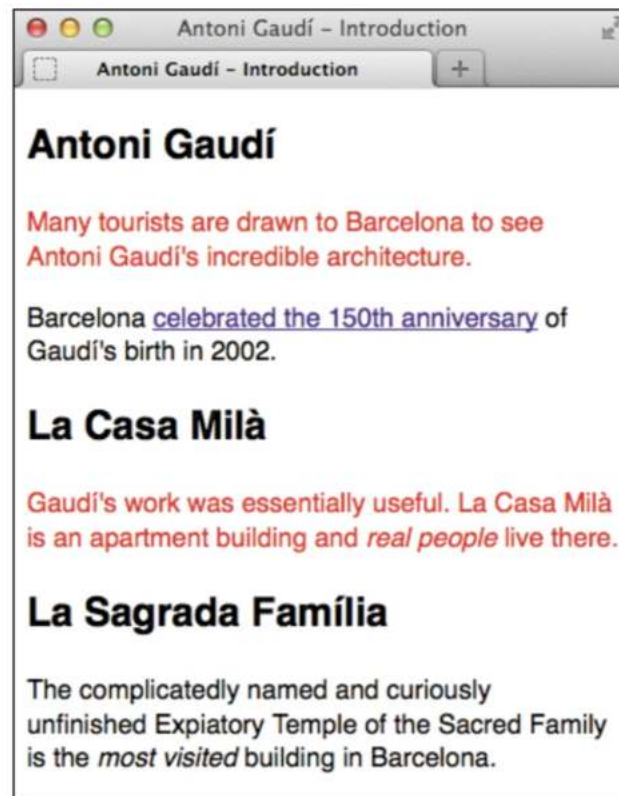 Antoni Gaudí – Introduction
Antoni Gaudí – Introduction
Antoni Gaudí
Many tourists are drawn to Barcelona to see
Antoni Gaudí's incredible architecture.
Barcelona celebrated the 150th anniversary of
Gaudí's birth in 2002.
La Casa Milà
Gaudí's work was essentially useful. La Casa Milà
is an apartment building and real people live there.
La Sagrada Família
The complicatedly named and curiously
unfinished Expiatory Temple of the Sacred Family
is the most visited building in Barcelona.